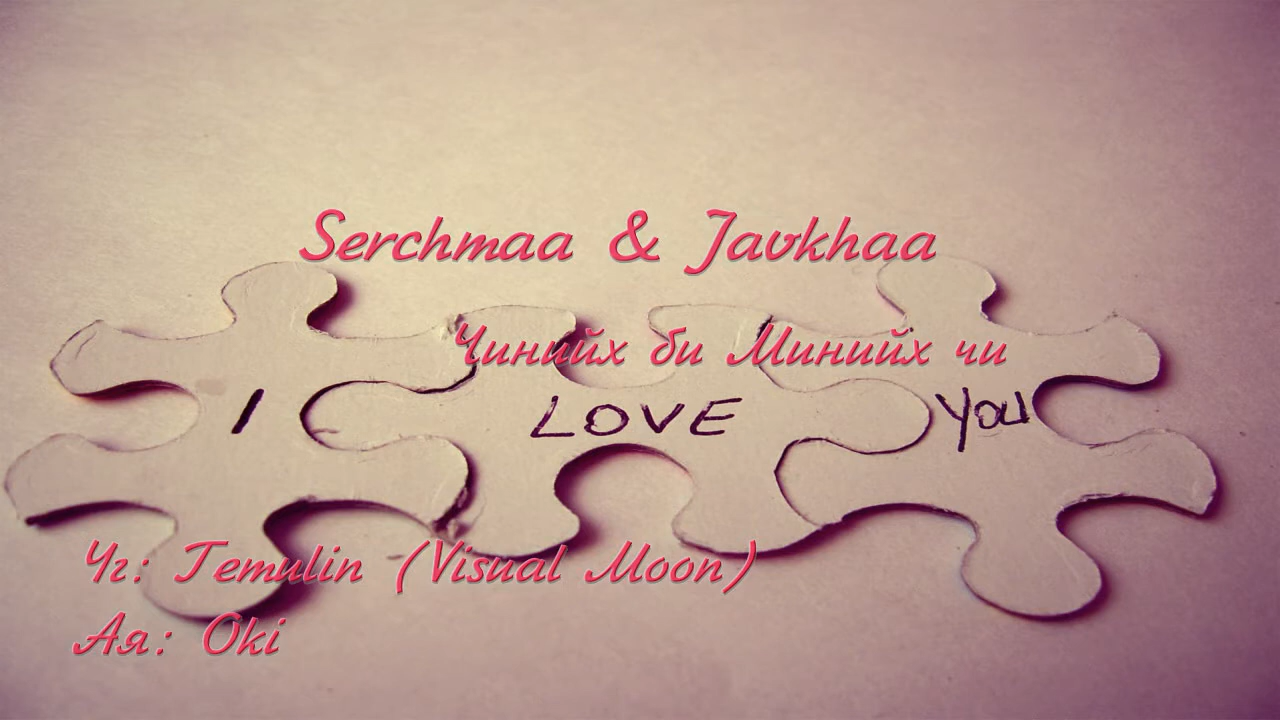 Serchmaa & Javkhaa
Чинийх би Минийх чи
I LOVE You
Чг: Temulin (Visual Moon)
Ая: Oki